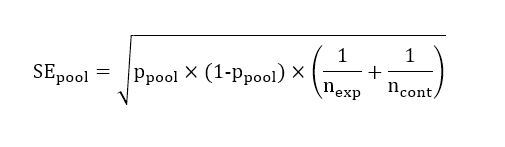 SE_pool = √(p_pool × (1-p_pool) × (1/n_exp + 1/n_cont))